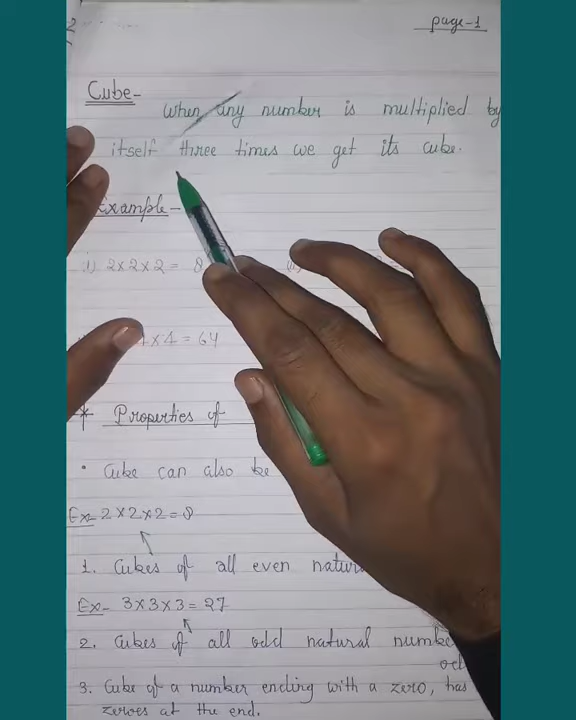 page-1
Cube-
When any number is multiplied by
itself three times we get its cube.
Example-
2×2×2 = 8
×4 = 64
* Properties of
• Cube can also be
Ex- 2×2×2=8
1. Cubes of all even
Ex- 3×3×3=27
2. Cubes of all odd natural
3. Cube of a number ending with a zero, has
zeroes at the end.